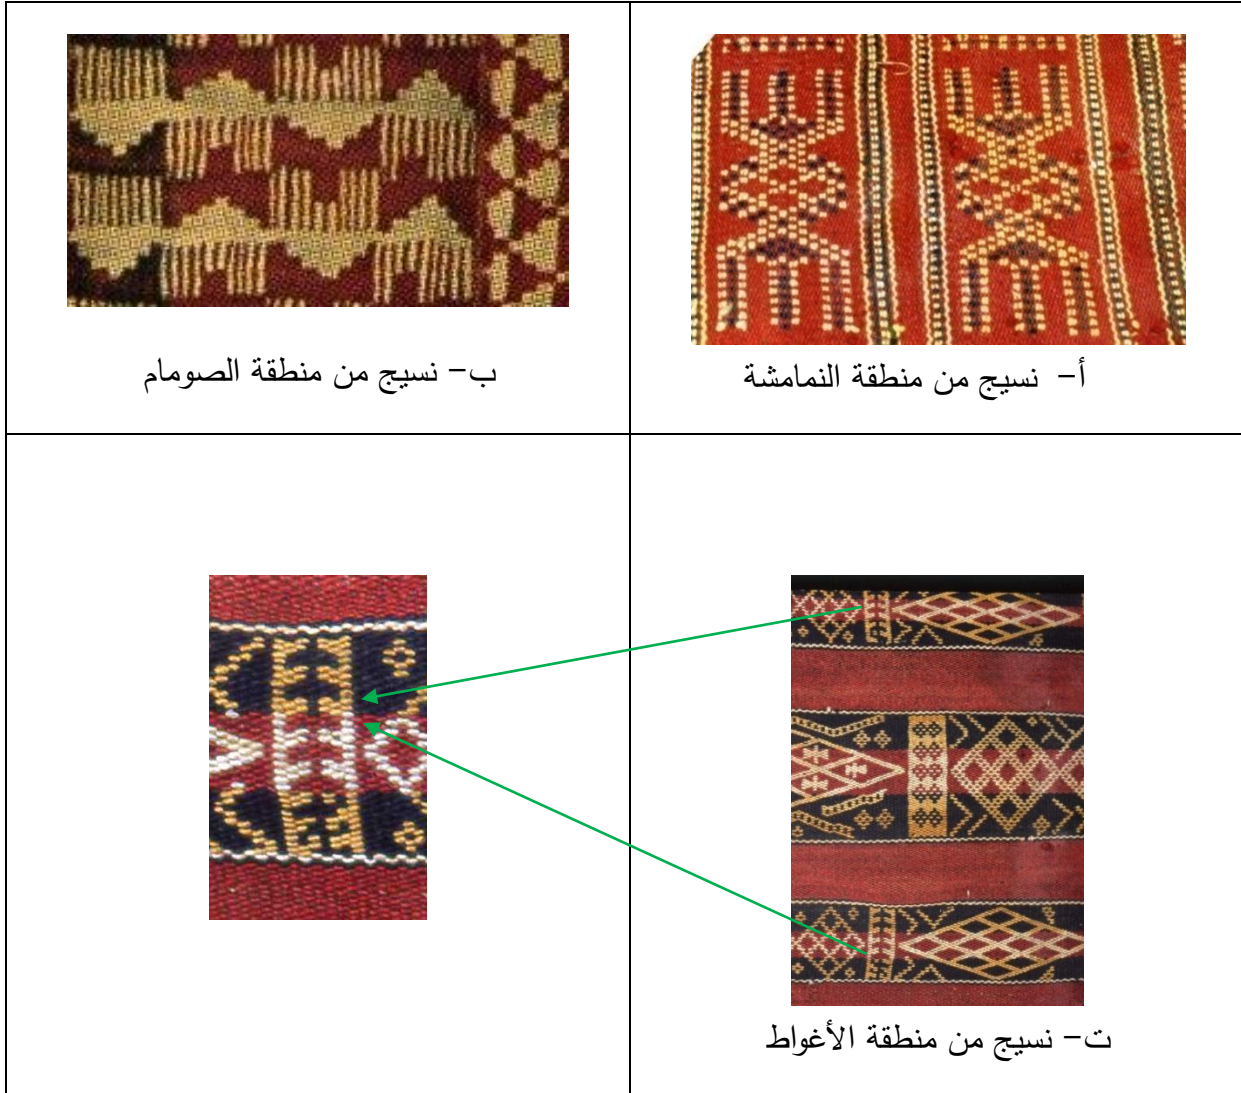 أ- نسيج من منطقة النمامشة
ب- نسيج من منطقة الصومام
ت- نسيج من منطقة الأغواط